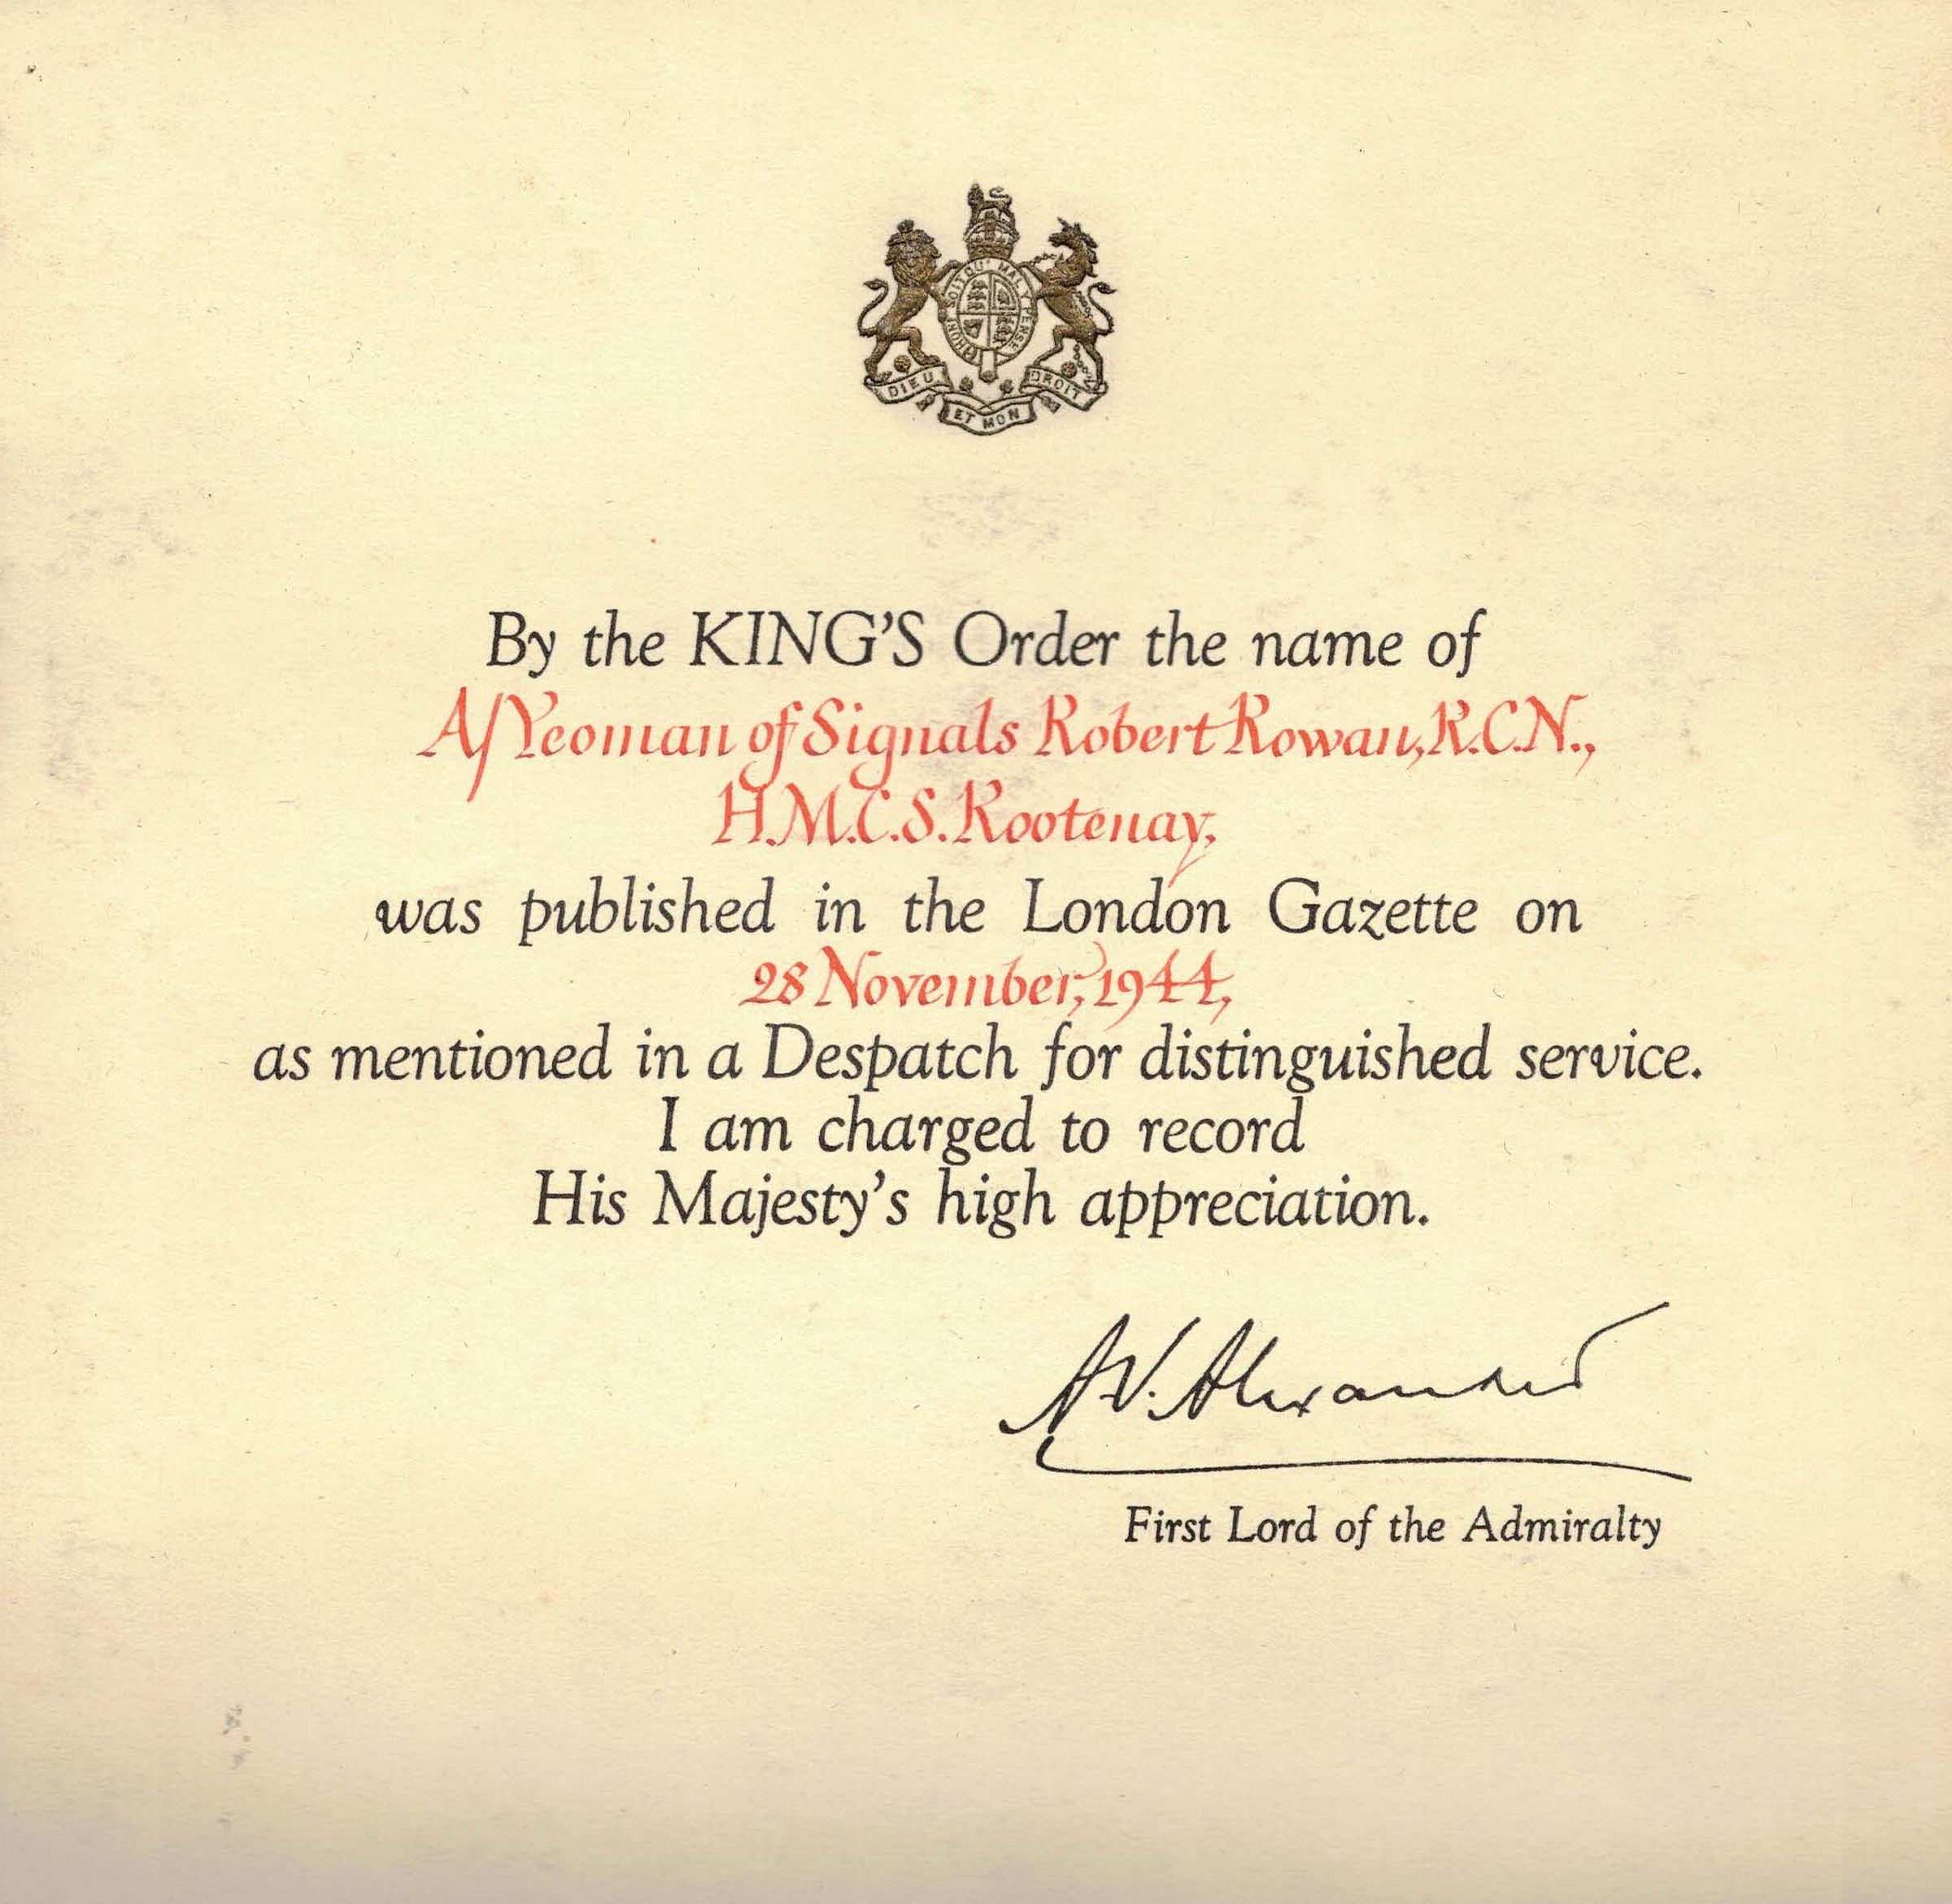 HONI SOIT QUI MAL Y PENSE
DIEU ET MON DROIT
By the KING'S Order the name of
A/Yeoman of Signals Robert Rowan, R.C.N.,
H.M.C.S. Kootenay,
was published in the London Gazette on
28 November, 1944,
as mentioned in a Despatch for distinguished service.
I am charged to record
His Majesty's high appreciation.
A.V. Alexander
First Lord of the Admiralty